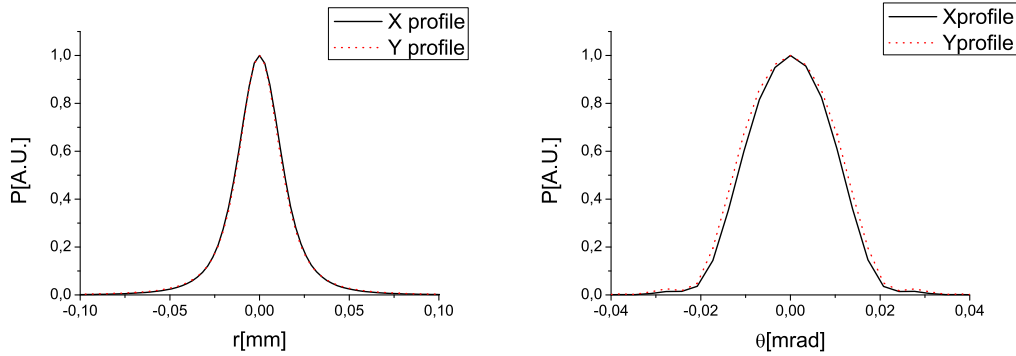 X profile
Y profile
1,0
0,8
0,6
0,4
0,2
0,0
P[A.U.]
-0,10
-0,05
0,00
0,05
0,10
r[mm]
Xprofile
Yprofile
1,0
0,8
0,6
0,4
0,2
0,0
P[A.U.]
-0,04
-0,02
0,00
0,02
0,04
θ[mrad]